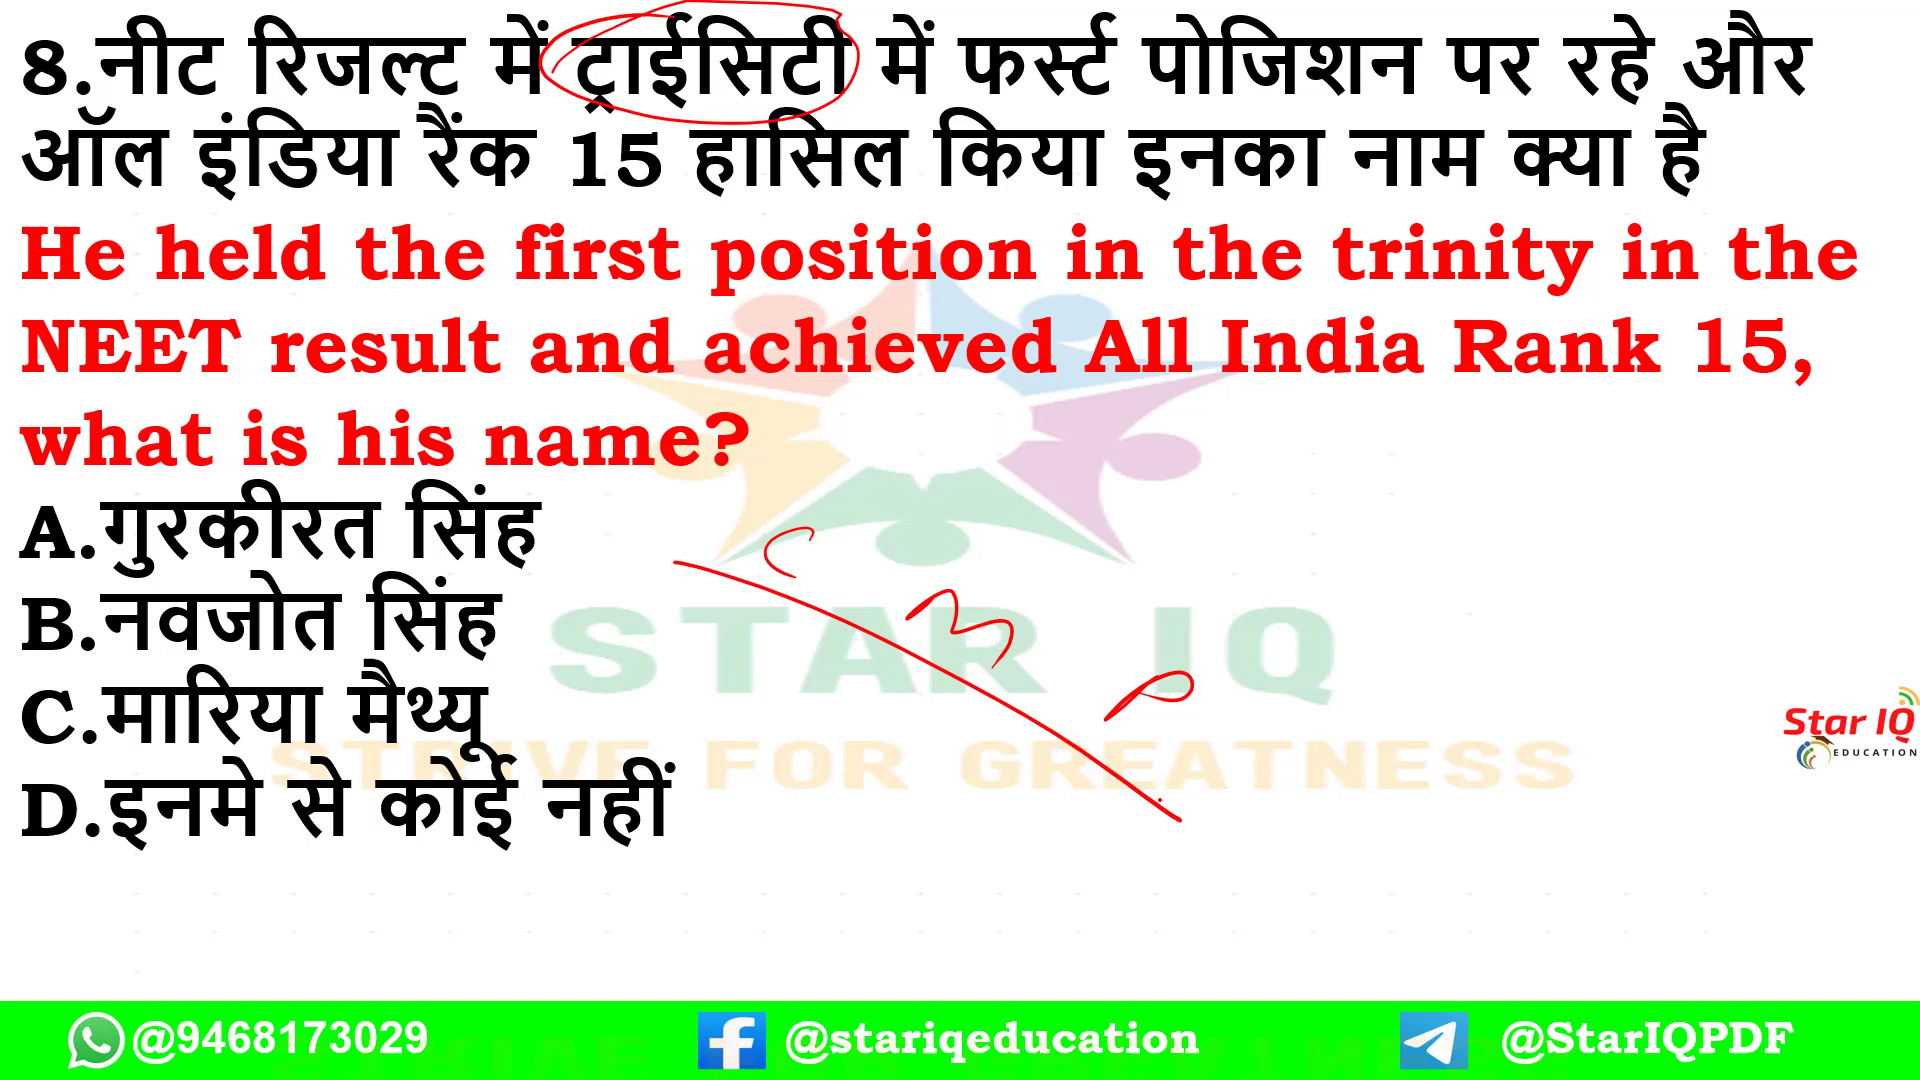 8.नीट रिजल्ट में ट्राईसिटी में फर्स्ट पोजिशन पर रहे और
ऑल इंडिया रैंक 15 हासिल किया इनका नाम क्या है
He held the first position in the trinity in the
NEET result and achieved All India Rank 15,
what is his name?
A.गुरकीरत सिंह
B.नवजोत सिंह
C.मारिया मैथ्यू
D.इनमे से कोई नहीं
C
STAR IQ
STRIVE FOR GREATNESS
Star IQ
EDUCATION
@9468173029 @stariqeducation @StarIQPDF